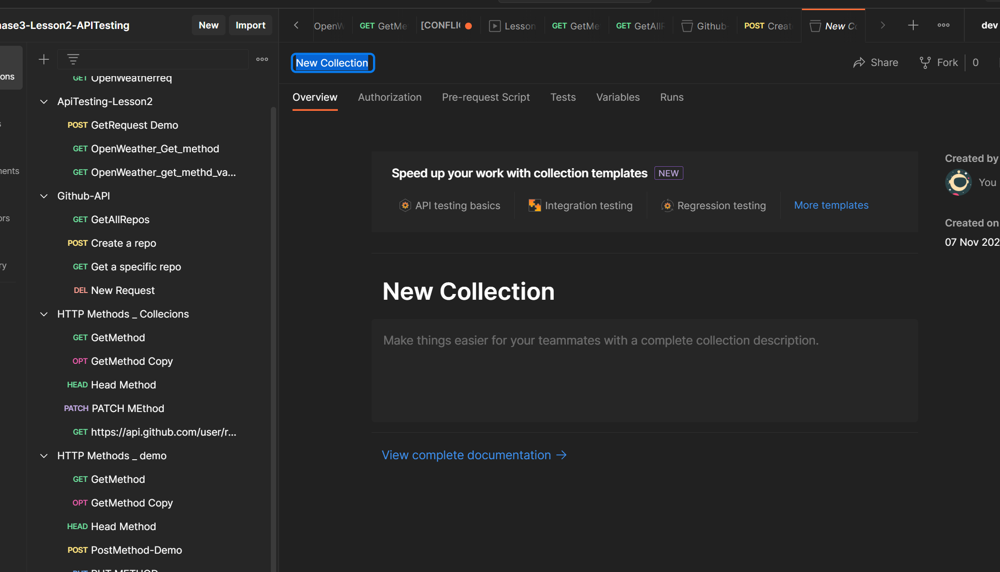 ase3-Lesson2-APITesting
New
Import
OpenW
GET GetMe
[CONFLI
Lesson
GET GetMe
GET GetAllR
Github-
POST Creat
New Co
dev
ons
New Collection
Share
Fork
0
GET OpenWeatherreq
Overview
Authorization
Pre-request Script
Tests
Variables
Runs
ApiTesting-Lesson2
POST GetRequest Demo
GET OpenWeather_Get_method
GET OpenWeather_get_methd_va...
Github-API
GET GetAllRepos
POST Create a repo
GET Get a specific repo
DEL New Request
HTTP Methods _ Collecions
GET GetMethod
OPT GetMethod Copy
HEAD Head Method
PATCH PATCH MEthod
GET https://api.github.com/user/r...
HTTP Methods _ demo
GET GetMethod
OPT GetMethod Copy
HEAD Head Method
POST PostMethod-Demo
PUT PUT METHOD
s
ents
ors
ry
Speed up your work with collection templates NEW
API testing basics
Integration testing
Regression testing
More templates
New Collection
Make things easier for your teammates with a complete collection description.
View complete documentation →
Created by
You
Created on
07 Nov 202